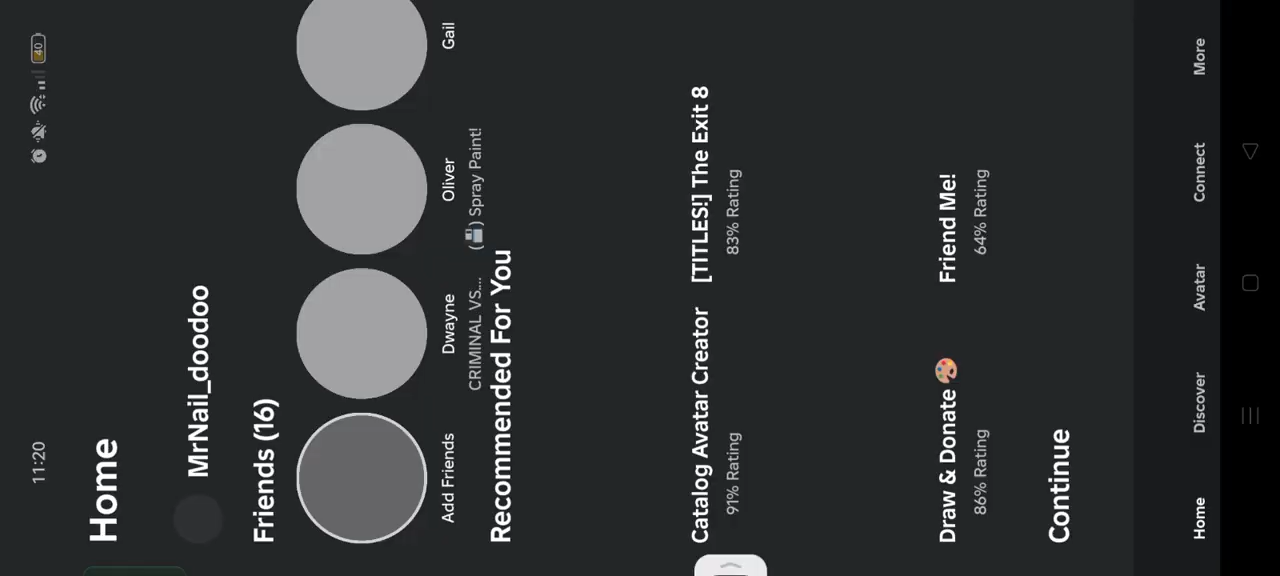 11:20
40
Home
MrNail_doodoo
Friends (16)
Add Friends
Dwayne
Oliver
Gail
CRIMINAL VS....
(💾) Spray Paint!
Recommended For You
Catalog Avatar Creator
[TITLES!] The Exit 8
91% Rating
83% Rating
Draw & Donate 🎨
Friend Me!
86% Rating
64% Rating
Continue
Home
Discover
Avatar
Connect
More